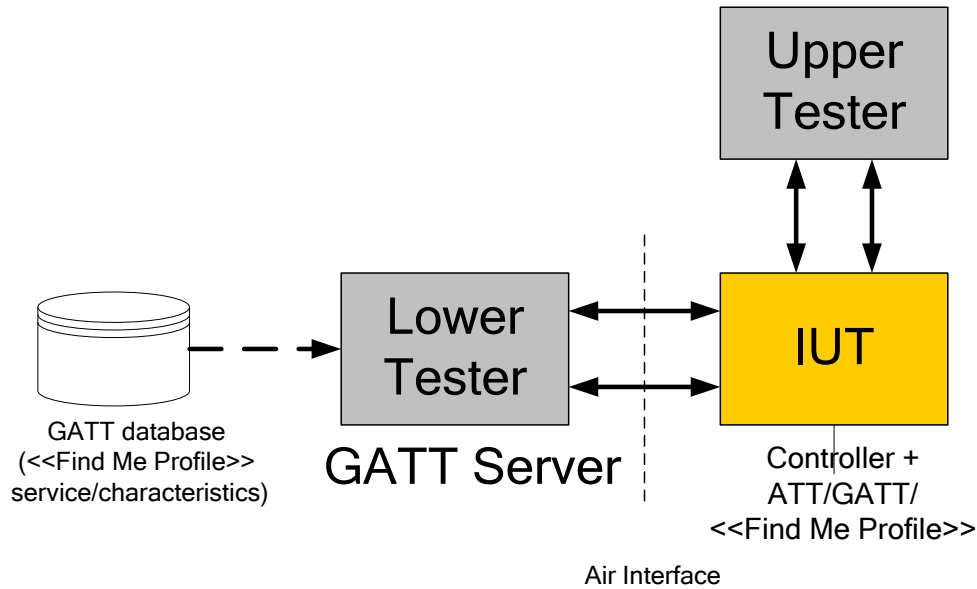 Upper
Tester
Lower
Tester
IUT
GATT database
(<<Find Me Profile>>
service/characteristics)
GATT Server
Controller +
ATT/GATT/
<<Find Me Profile>>
Air Interface